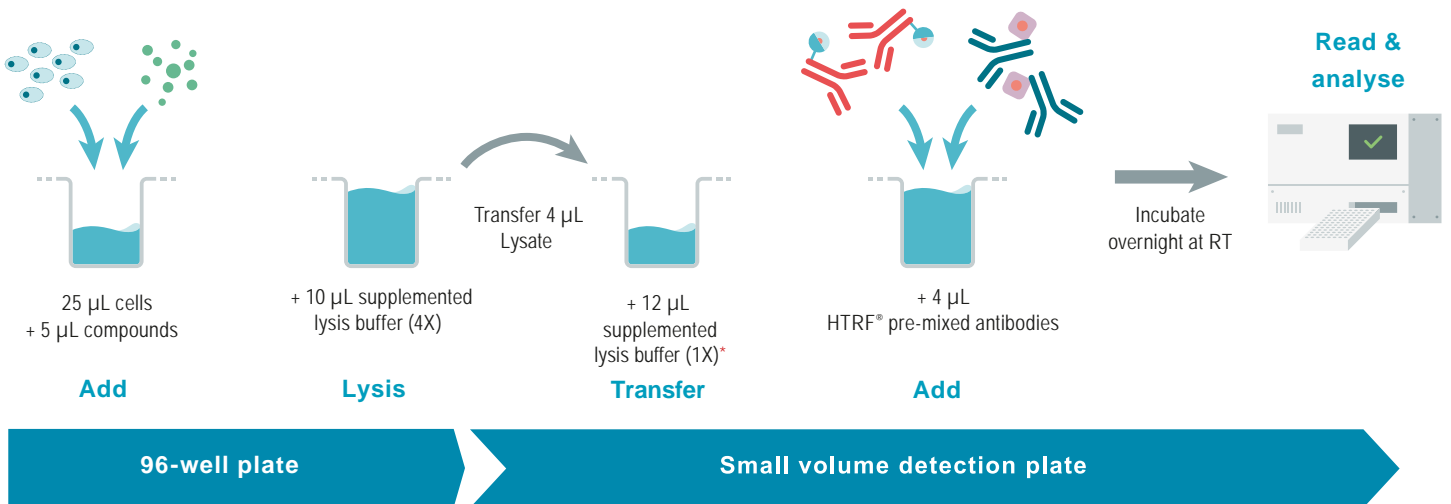 25 µL cells
+ 5 µL compounds
Add
+ 10 µL supplemented
lysis buffer (4X)
Lysis
Transfer 4 µL
Lysate
+ 12 µL
supplemented
lysis buffer (1X)*
Transfer
+ 4 µL
HTRF® pre-mixed antibodies
Add
Incubate
overnight at RT
Read &
analyse
96-well plate
Small volume detection plate